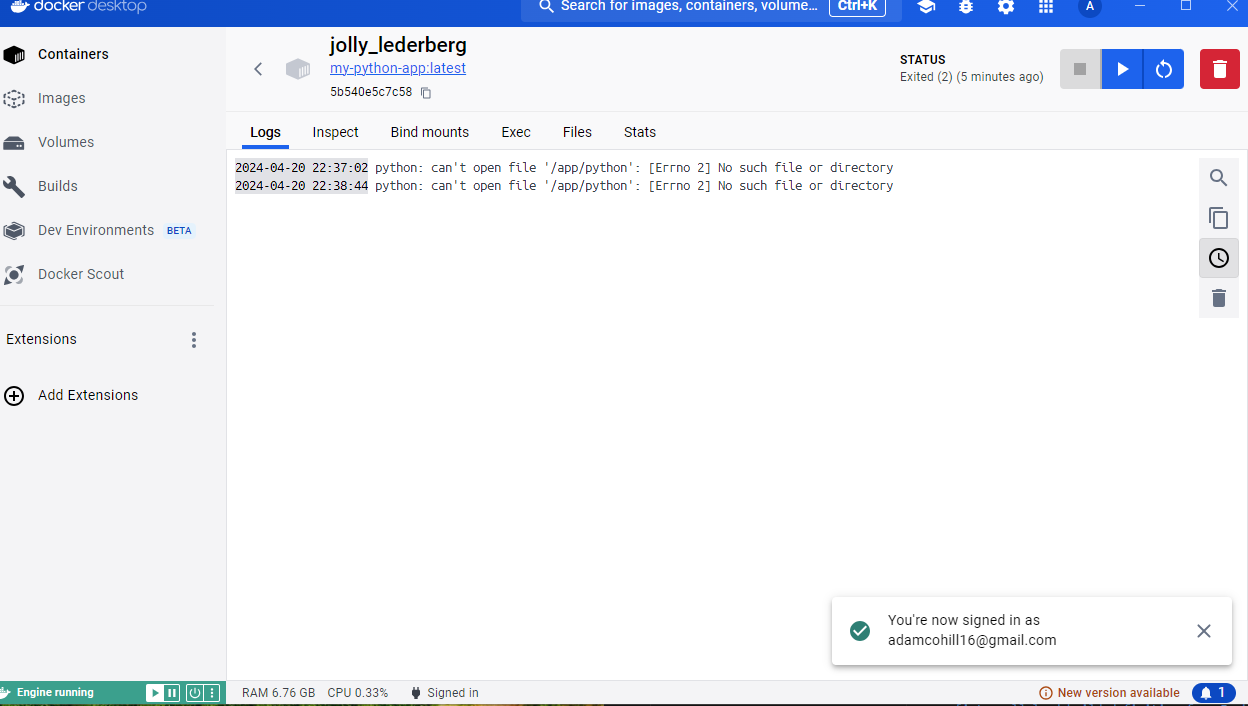 docker desktop
Search for images, containers, volume... Ctrl+K
A
Containers
Images
Volumes
Builds
Dev Environments BETA
Docker Scout
Extensions
Add Extensions
jolly_lederberg
my-python-app:latest
5b540e5c7c58
STATUS
Exited (2) (5 minutes ago)
Logs Inspect Bind mounts Exec Files Stats
2024-04-20 22:37:02 python: can't open file '/app/python': [Errno 2] No such file or directory
2024-04-20 22:38:44 python: can't open file '/app/python': [Errno 2] No such file or directory
You're now signed in as
adamcohill16@gmail.com
Engine running
RAM 6.76 GB CPU 0.33% Signed in
New version available 1